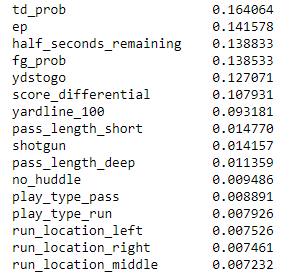 td_prob 0.164064
ep 0.141578
half_seconds_remaining 0.138833
fg_prob 0.138533
ydstogo 0.127071
score_differential 0.107931
yardline_100 0.093181
pass_length_short 0.014770
shotgun 0.014157
pass_length_deep 0.011359
no_huddle 0.009486
play_type_pass 0.008891
play_type_run 0.007926
run_location_left 0.007526
run_location_right 0.007461
run_location_middle 0.007232